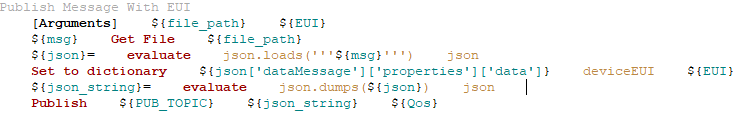 Publish Message With EUI
[Arguments]    ${file_path}    ${EUI}
${msg}    Get File    ${file_path}
${json}=    evaluate    json.loads('''${msg}''')    json
Set to dictionary    ${json['dataMessage']['properties']['data']}    deviceEUI    ${EUI}
${json_string}=    evaluate    json.dumps(${json})    json
Publish    ${PUB_TOPIC}    ${json_string}    ${Qos}